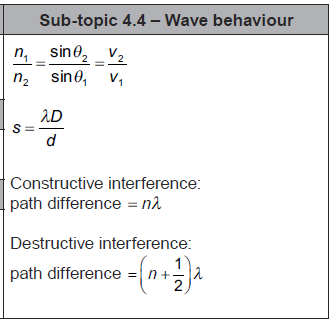 Sub-topic 4.4 – Wave behaviour
n₁/n₂ = sinθ₂/sinθ₁ = v₂/v₁
s = λD/d
Constructive interference:
path difference = nλ
Destructive interference:
path difference = (n + 1/2)λ